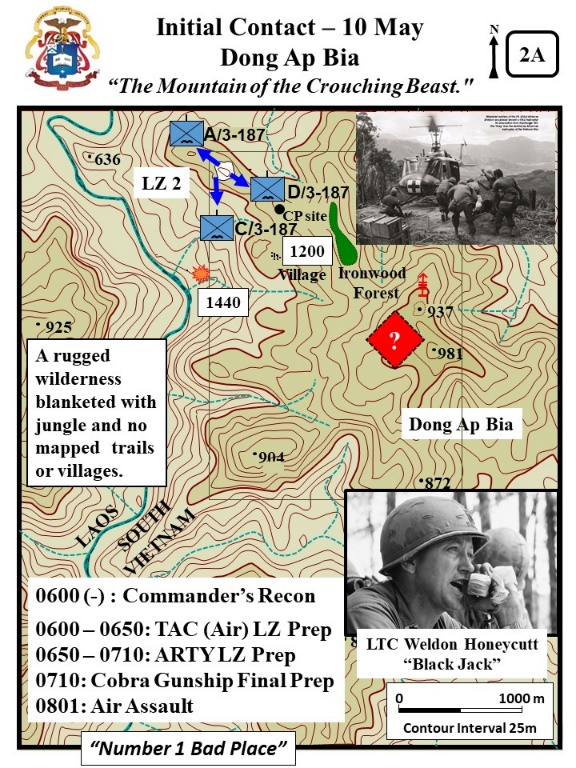 Initial Contact – 10 May
Dong Ap Bia
“The Mountain of the Crouching Beast."
N
2A
A/3-187
636
LZ 2
D/3-187
CP site
C/3-187
1200
Village
Ironwood
Forest
1440
937
?
981
925
A rugged
wilderness
blanketed with
jungle and no
mapped trails
or villages.
Dong Ap Bia
904
872
LAOS
SOUTH
VIETNAM
0600 (-) : Commander’s Recon
0600 – 0650: TAC (Air) LZ Prep
0650 – 0710: ARTY LZ Prep
0710: Cobra Gunship Final Prep
0801: Air Assault
LTC Weldon Honeycutt
“Black Jack”
0 1000 m
Contour Interval 25m
“Number 1 Bad Place”